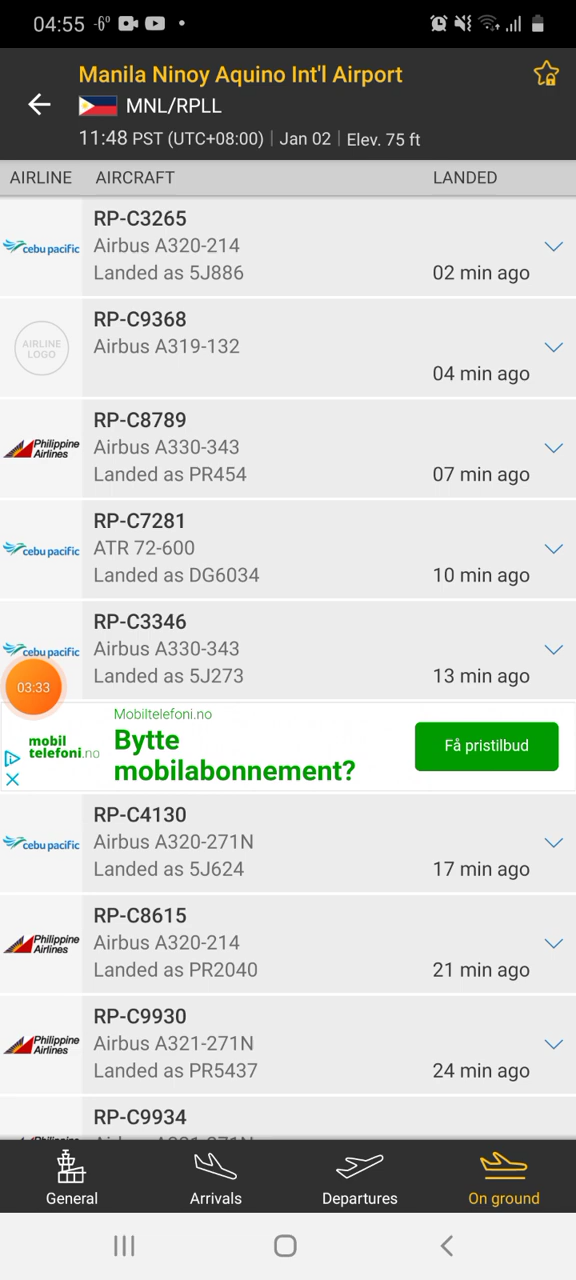 04:55 -6°
Manila Ninoy Aquino Int'l Airport
MNL/RPLL
11:48 PST (UTC+08:00) | Jan 02 | Elev. 75 ft
AIRLINE AIRCRAFT LANDED
RP-C3265
cebu pacific Airbus A320-214
Landed as 5J886 02 min ago
RP-C9368
AIRLINE
LOGO
Airbus A319-132
04 min ago
RP-C8789
Philippine Airlines
Airbus A330-343
Landed as PR454 07 min ago
RP-C7281
cebu pacific ATR 72-600
Landed as DG6034 10 min ago
RP-C3346
cebu pacific Airbus A330-343
Landed as 5J273 13 min ago
03:33
Mobiltelefoni.no
mobil
telefoni.no
Bytte
mobilabonnement?
Få pristilbud
RP-C4130
cebu pacific Airbus A320-271N
Landed as 5J624 17 min ago
RP-C8615
Philippine Airlines
Airbus A320-214
Landed as PR2040 21 min ago
RP-C9930
Philippine Airlines
Airbus A321-271N
Landed as PR5437 24 min ago
RP-C9934
General Arrivals Departures On ground